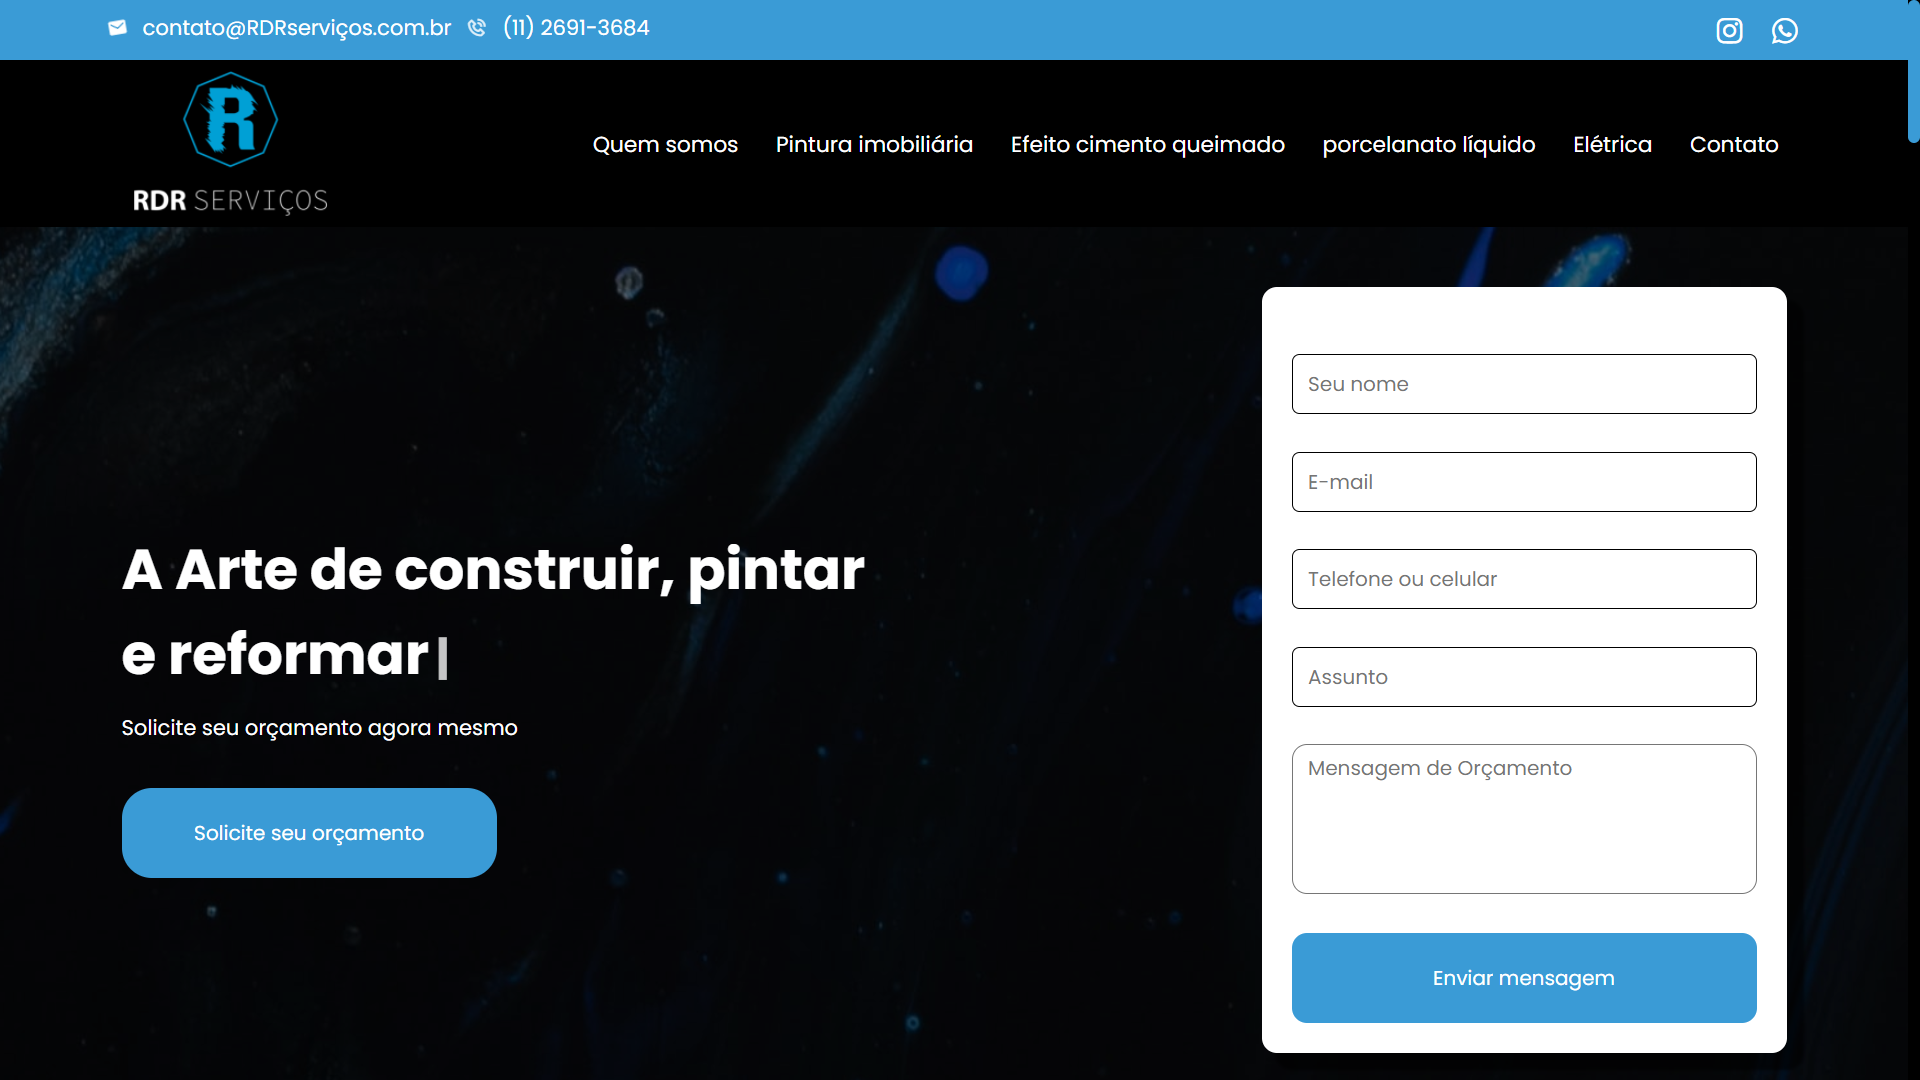 contato@RDRserviços.com.br (11) 2691-3684
R
RDR SERVIÇOS
Quem somos Pintura imobiliária Efeito cimento queimado porcelanato líquido Elétrica Contato
A Arte de construir, pintar
e reformar|
Solicite seu orçamento agora mesmo
Solicite seu orçamento
Seu nome
E-mail
Telefone ou celular
Assunto
Mensagem de Orçamento
Enviar mensagem